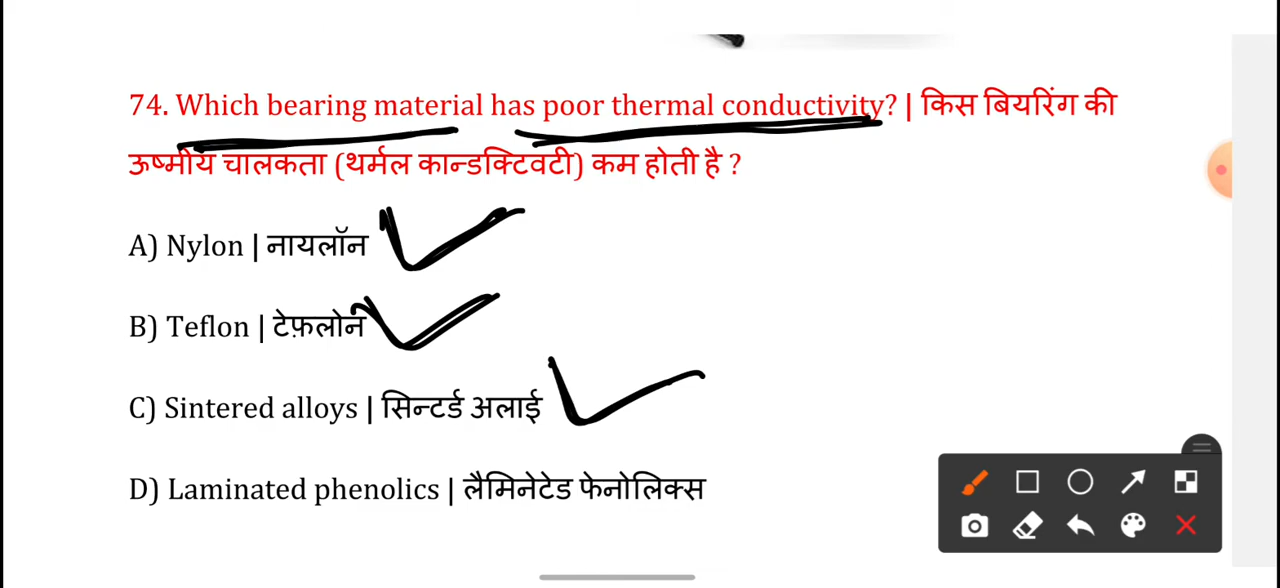 74. Which bearing material has poor thermal conductivity? | किस बियरिंग की
ऊष्मीय चालकता (थर्मल कान्डक्टिवटी) कम होती है ?
A) Nylon | नायलॉन
B) Teflon | टेफ़लोन
C) Sintered alloys | सिन्टर्ड अलाई
D) Laminated phenolics | लैमिनेटेड फेनोलिक्स